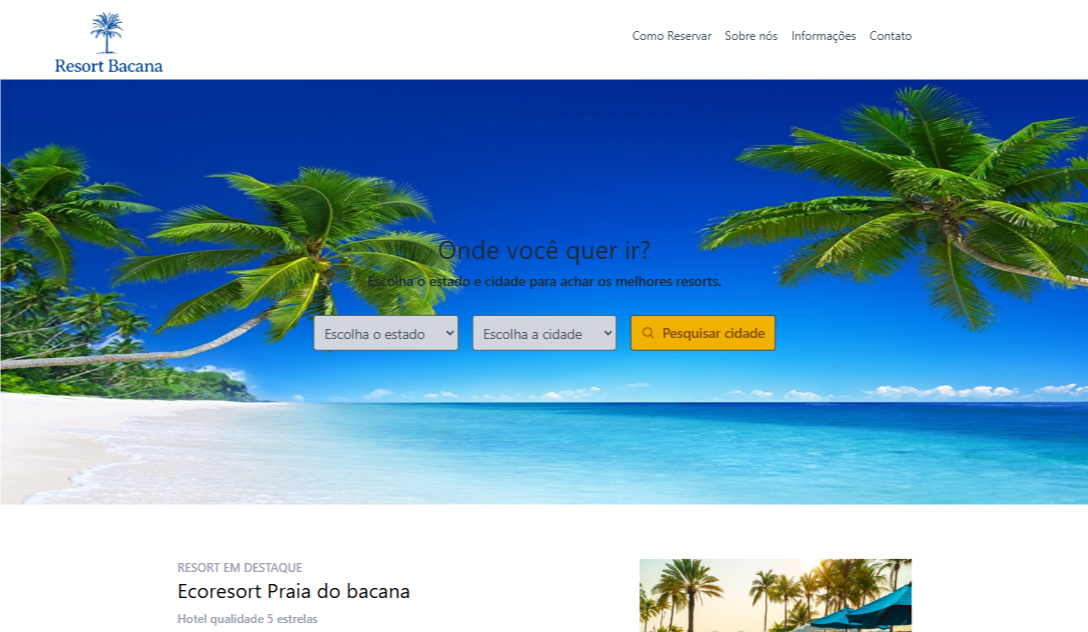 Resort Bacana
Como Reservar Sobre nós Informações Contato
Onde você quer ir?
Escolha o estado e cidade para achar os melhores resorts.
Escolha o estado Escolha a cidade Pesquisar cidade
RESORT EM DESTAQUE
Ecoresort Praia do bacana
Hotel qualidade 5 estrelas